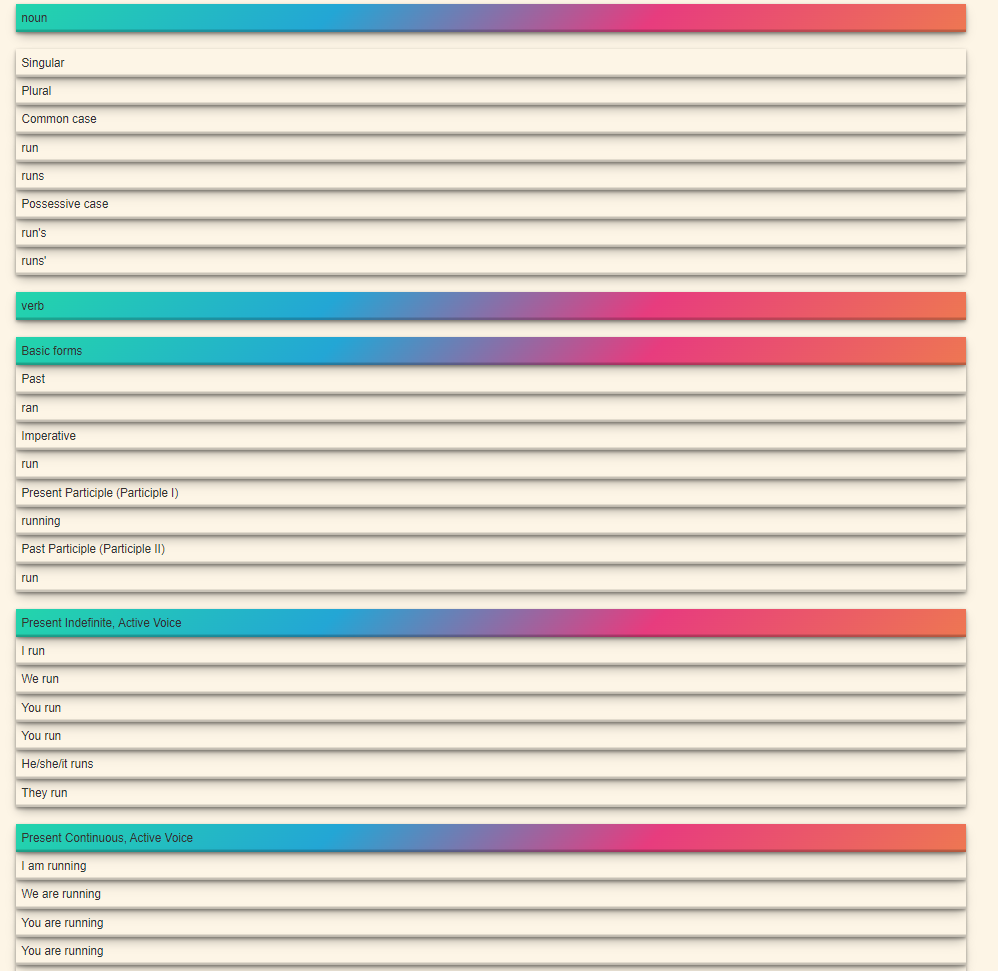 noun
Singular
Plural
Common case
run
runs
Possessive case
run's
runs'
verb
Basic forms
Past
ran
Imperative
run
Present Participle (Participle I)
running
Past Participle (Participle II)
run
Present Indefinite, Active Voice
I run
We run
You run
You run
He/she/it runs
They run
Present Continuous, Active Voice
I am running
We are running
You are running
You are running